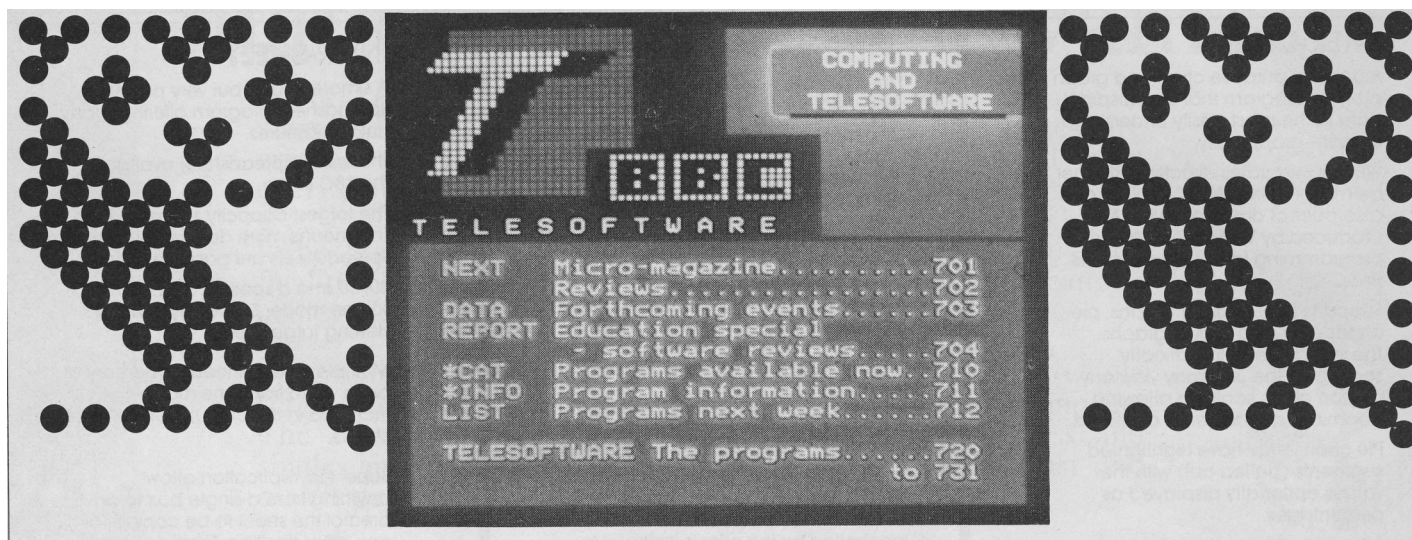 7
COMPUTING
AND
TELESOFTWARE
BBC
TELESOFTWARE
NEXT Micro-magazine..........701
Reviews................702
DATA Forthcoming events......703
REPORT Education special
- software reviews.....704
*CAT Programs available now..710
*INFO Program information.....711
LIST Programs next week......712
TELESOFTWARE The programs......720
to 731